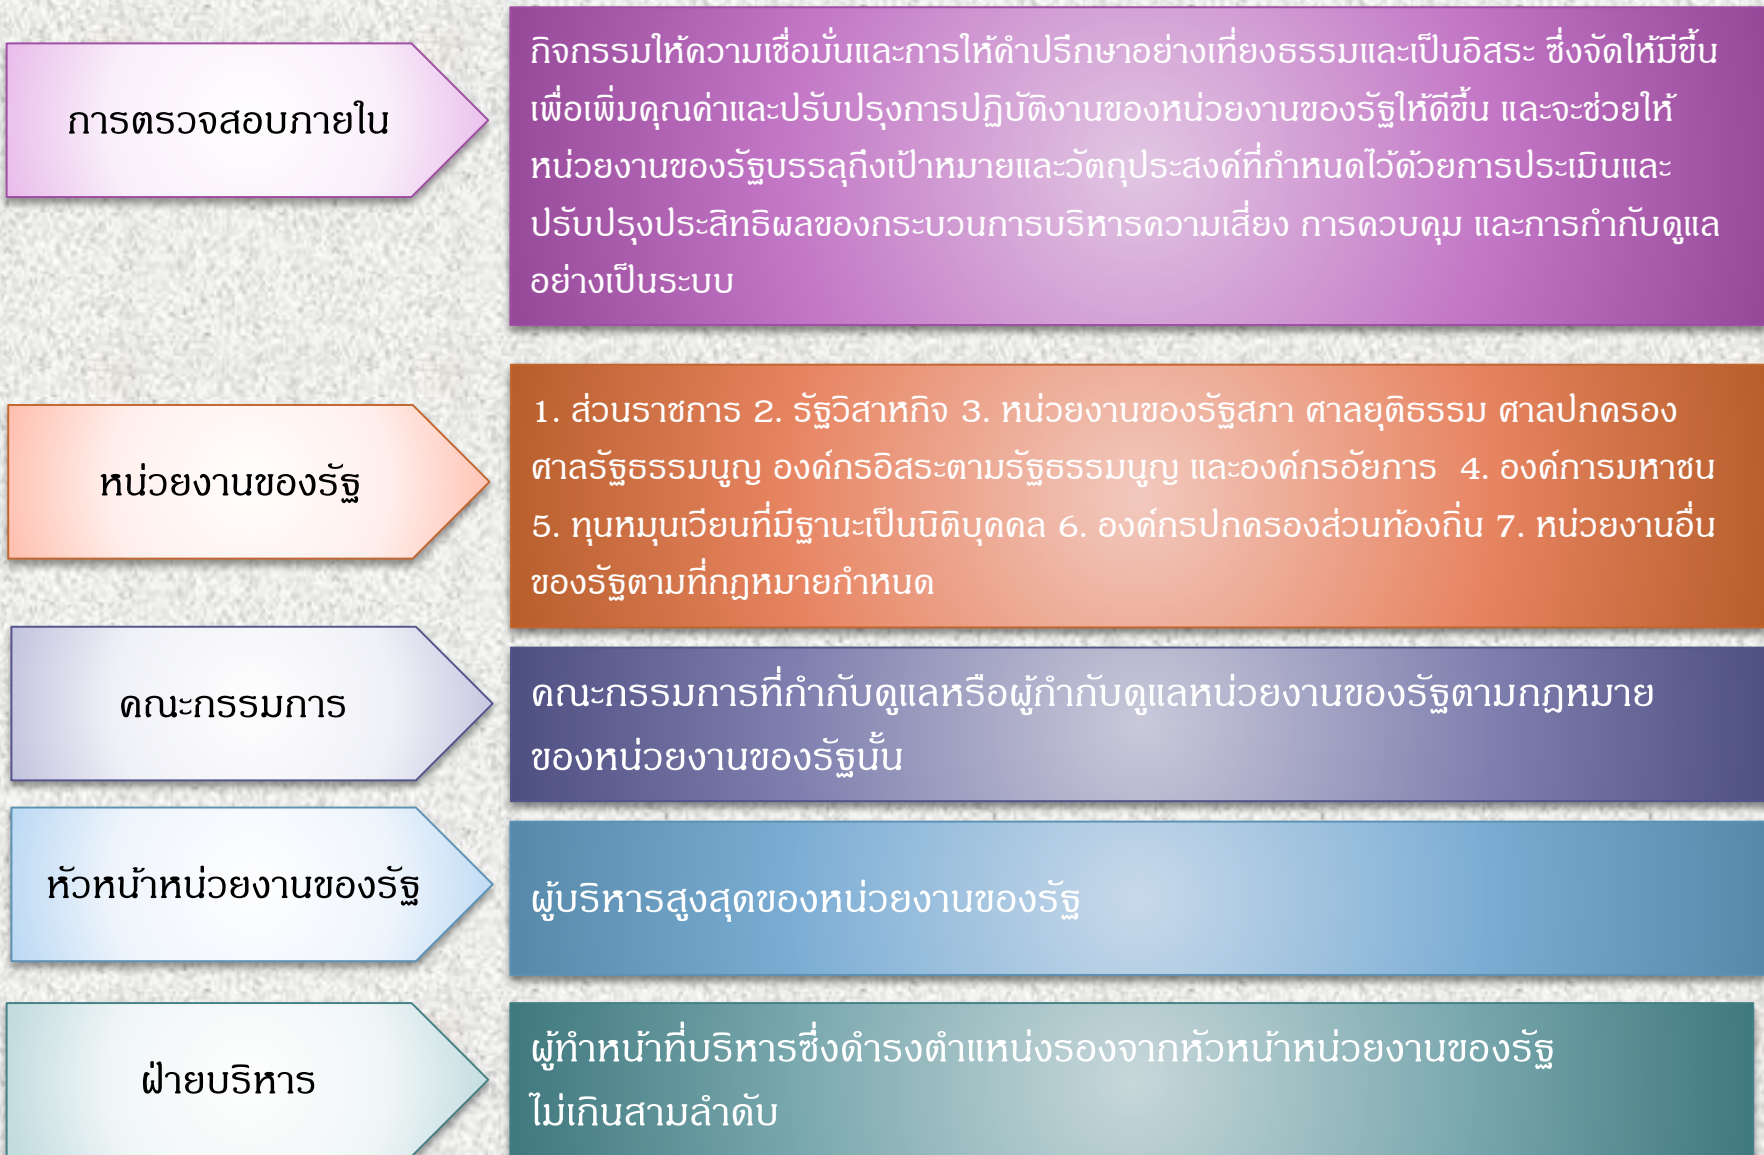 การตรวจสอบภายใน
กิจกรรมให้ความเชื่อมั่นและการให้คำปรึกษาอย่างเที่ยงธรรมและเป็นอิสระ ซึ่งจัดให้มีขึ้น
เพื่อเพิ่มคุณค่าและปรับปรุงการปฏิบัติงานของหน่วยงานของรัฐให้ดีขึ้น และจะช่วยให้
หน่วยงานของรัฐบรรลุถึงเป้าหมายและวัตถุประสงค์ที่กำหนดไว้ด้วยการประเมินและ
ปรับปรุงประสิทธิผลของกระบวนการบริหารความเสี่ยง การควบคุม และการกำกับดูแล
อย่างเป็นระบบ
หน่วยงานของรัฐ
1. ส่วนราชการ 2. รัฐวิสาหกิจ 3. หน่วยงานของรัฐสภา ศาลยุติธรรม ศาลปกครอง
ศาลรัฐธรรมนูญ องค์กรอิสระตามรัฐธรรมนูญ และองค์กรอัยการ 4. องค์การมหาชน
5. ทุนหมุนเวียนที่มีฐานะเป็นนิติบุคคล 6. องค์กรปกครองส่วนท้องถิ่น 7. หน่วยงานอื่น
ของรัฐตามที่กฎหมายกำหนด
คณะกรรมการ
คณะกรรมการที่กำกับดูแลหรือผู้กำกับดูแลหน่วยงานของรัฐตามกฎหมาย
ของหน่วยงานของรัฐนั้น
หัวหน้าหน่วยงานของรัฐ
ผู้บริหารสูงสุดของหน่วยงานของรัฐ
ฝ่ายบริหาร
ผู้ทำหน้าที่บริหารซึ่งดำรงตำแหน่งรองจากหัวหน้าหน่วยงานของรัฐ
ไม่เกินสามลำดับ